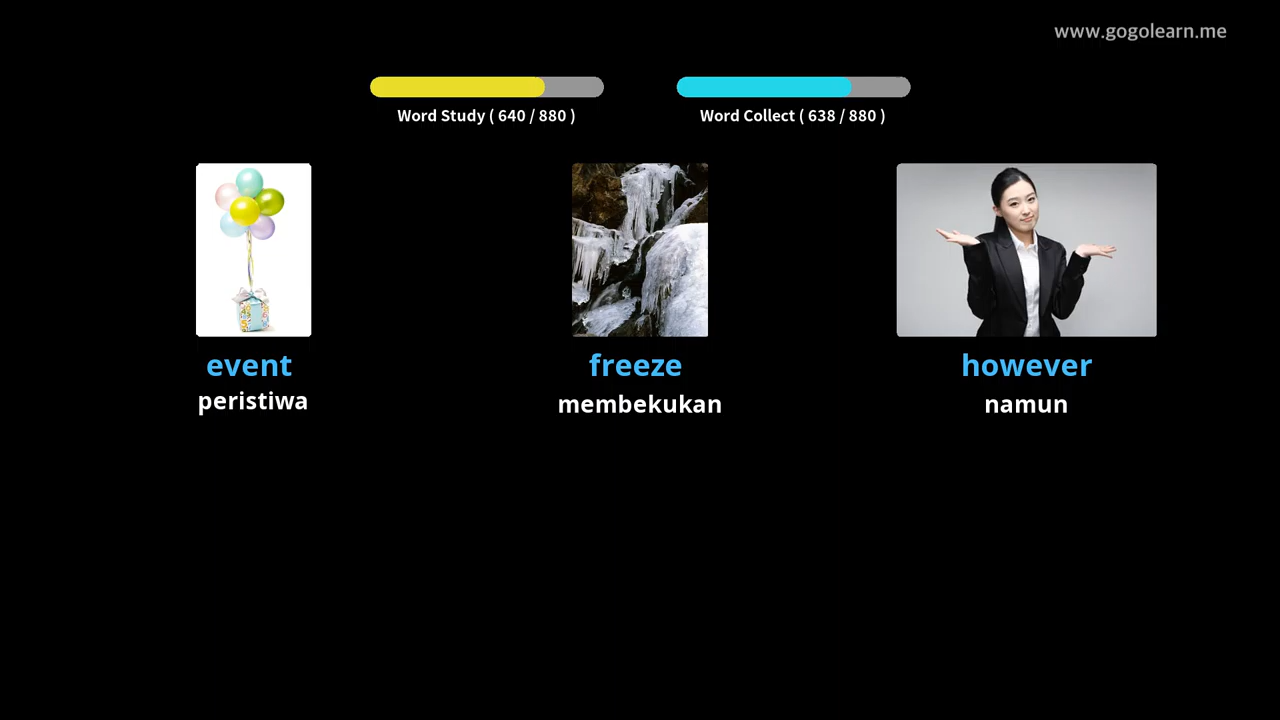 www.gogolearn.me
Word Study ( 640 / 880 )
Word Collect ( 638 / 880 )
event
peristiwa
freeze
membekukan
however
namun